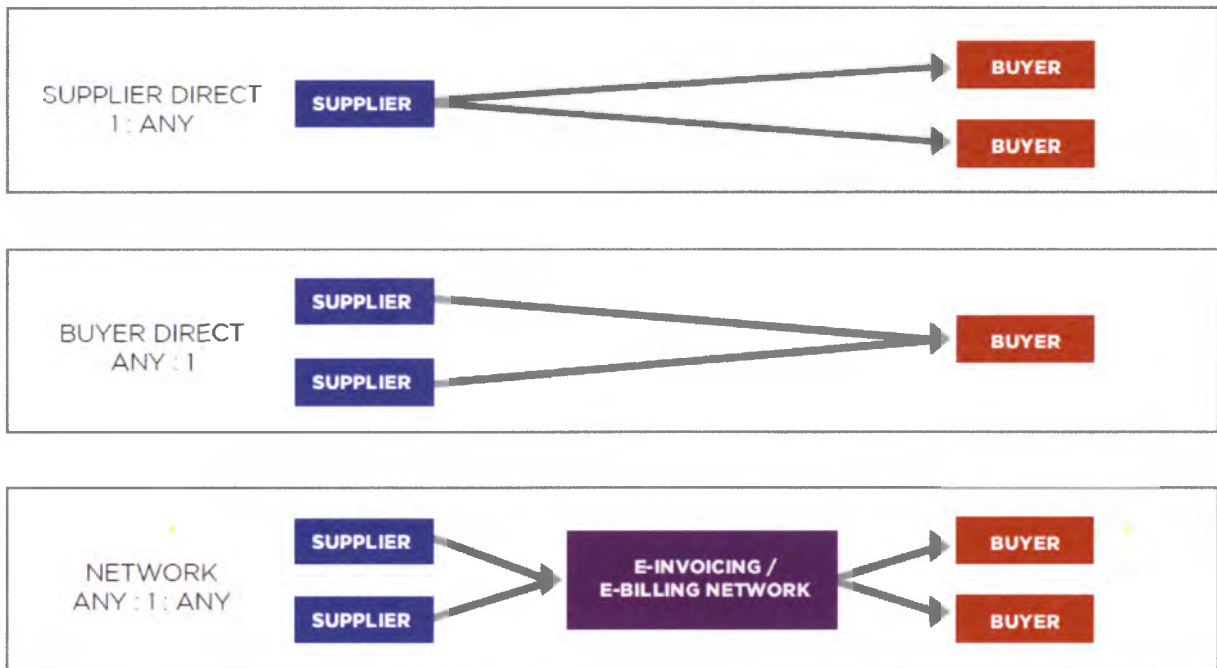 SUPPLIER DIRECT
1 : ANY
SUPPLIER
BUYER
BUYER
BUYER DIRECT
ANY : 1
SUPPLIER
SUPPLIER
BUYER
NETWORK
ANY : 1 : ANY
SUPPLIER
SUPPLIER
E-INVOICING /
E-BILLING NETWORK
BUYER
BUYER